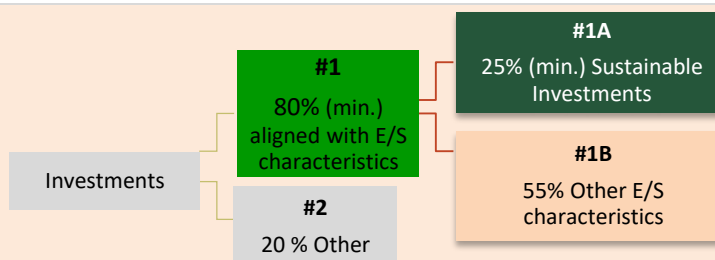 #1A
25% (min.) Sustainable
Investments
#1
80% (min.)
aligned with E/S
characteristics
#1B
55% Other E/S
characteristics
Investments
#2
20 % Other